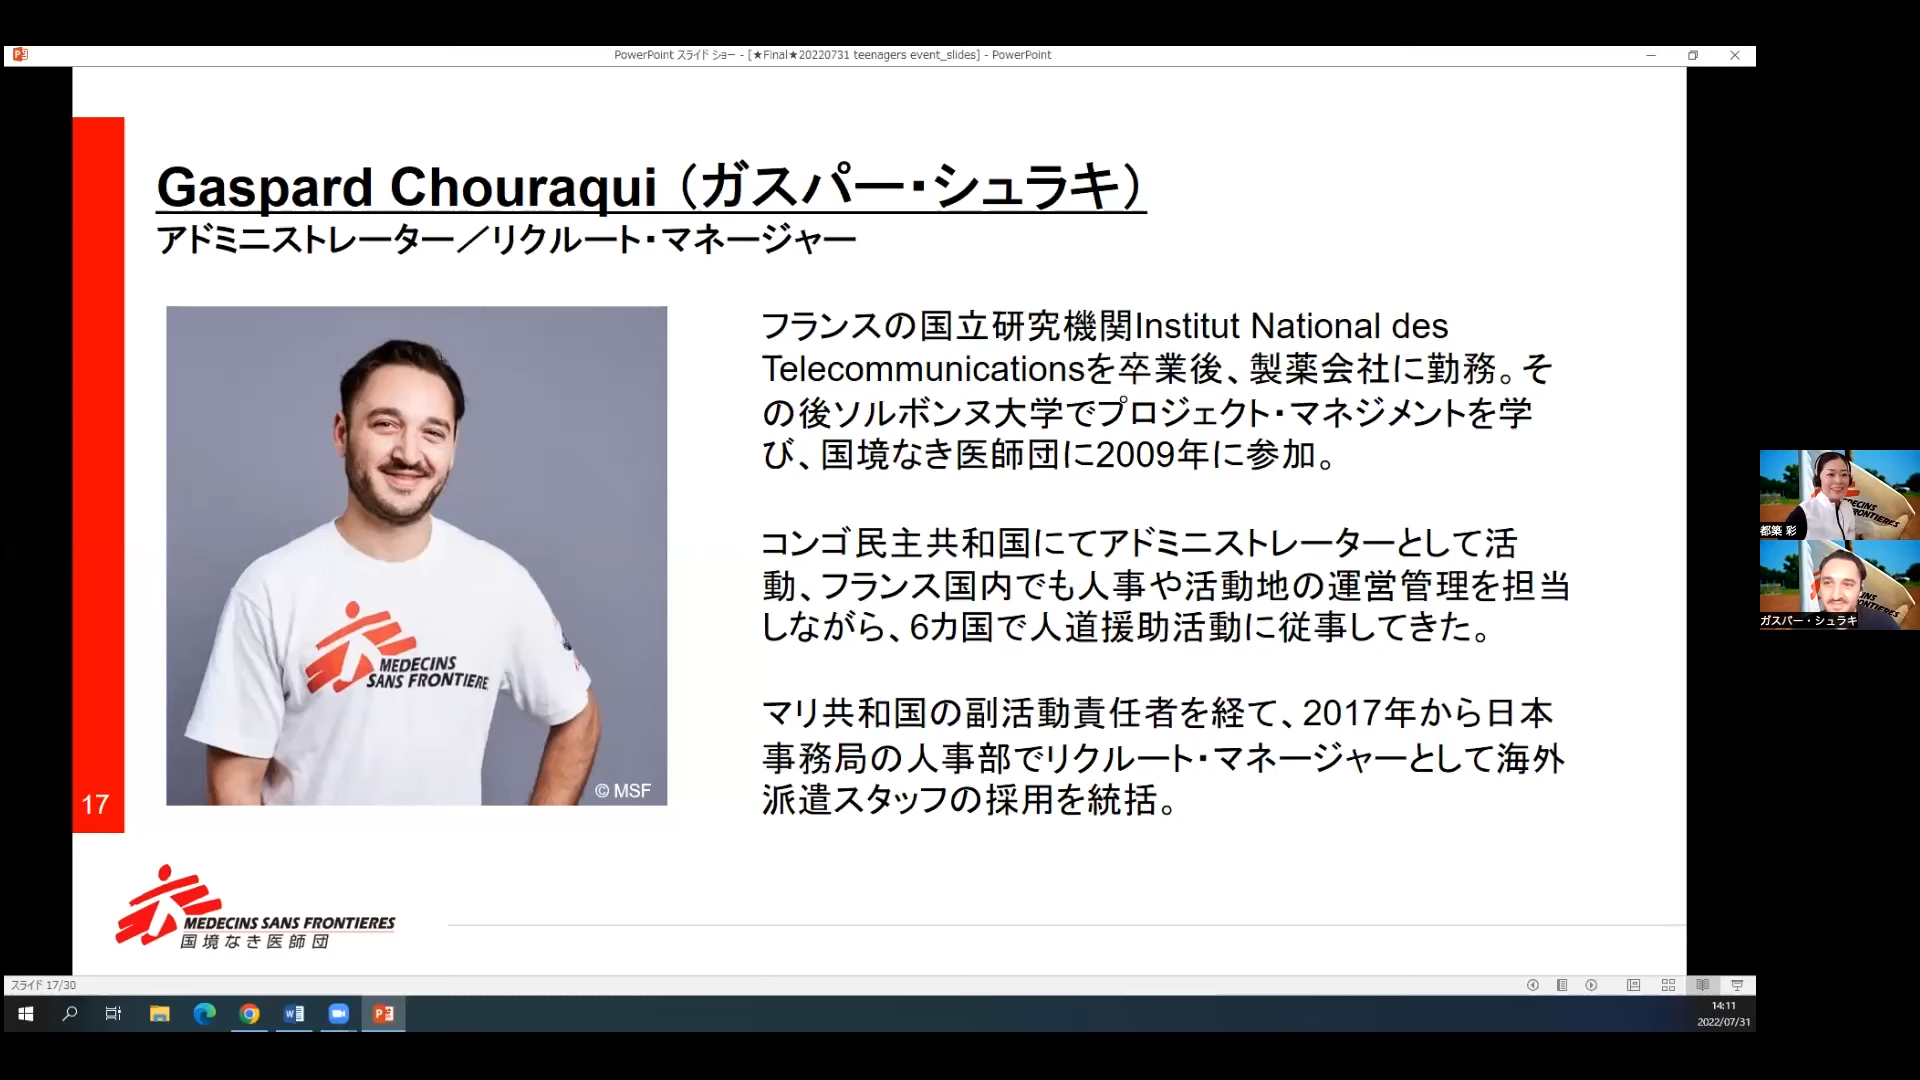 PowerPoint スライド ショー - [★Final★20220731 teenagers event_slides] - PowerPoint
Gaspard Chouraqui（ガスパー・シュラキ）
アドミニストレーター／リクルート・マネージャー
フランスの国立研究機関Institut National des
Telecommunicationsを卒業後、製薬会社に勤務。そ
の後ソルボンヌ大学でプロジェクト・マネジメントを学
び、国境なき医師団に2009年に参加。
コンゴ民主共和国にてアドミニストレーターとして活
動、フランス国内でも人事や活動地の運営管理を担当
しながら、6カ国で人道援助活動に従事してきた。
マリ共和国の副活動責任者を経て、2017年から日本
事務局の人事部でリクルート・マネージャーとして海外
派遣スタッフの採用を統括。
MEDECINS
SANS FRONTIERE
© MSF
17
MEDECINS SANS FRONTIERES
国境なき医師団
都築 彩
ガスパー・シュラキ
スライド 17/30
14:11
2022/07/31